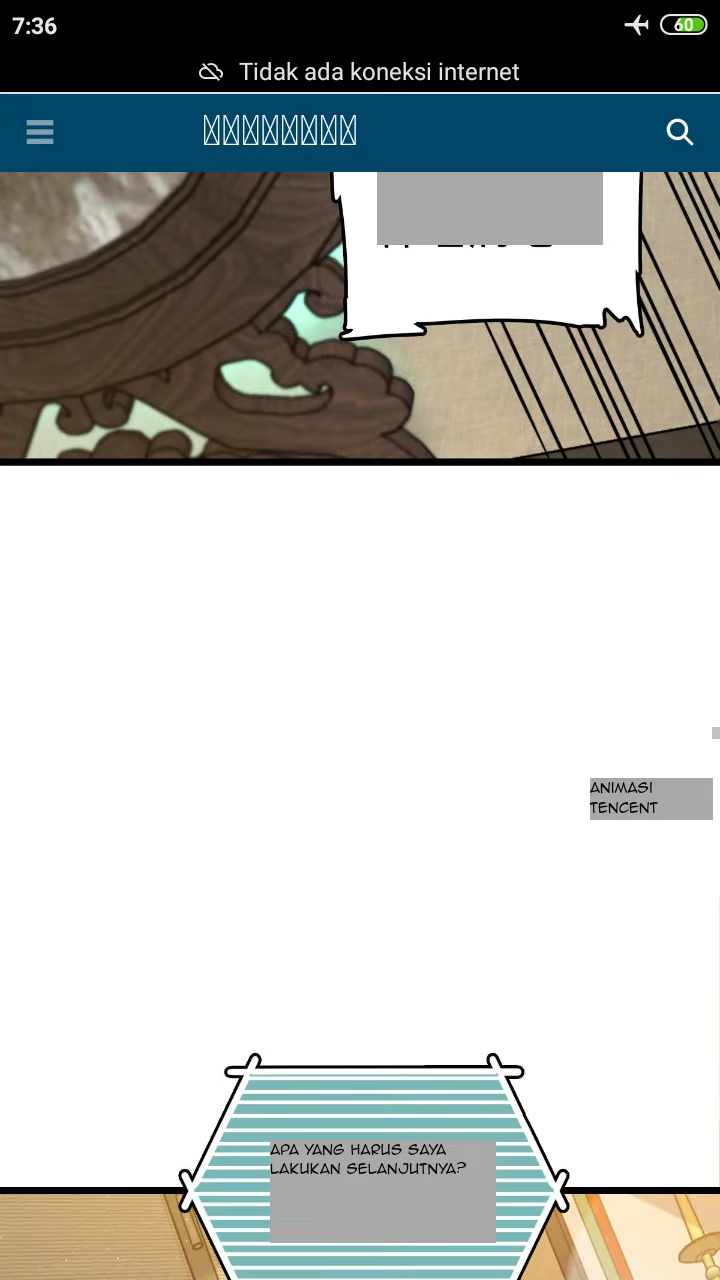 7:36
60
Tidak ada koneksi internet
ANIMASI
TENCENT
APA YANG HARUS SAYA
LAKUKAN SELANJUTNYA?